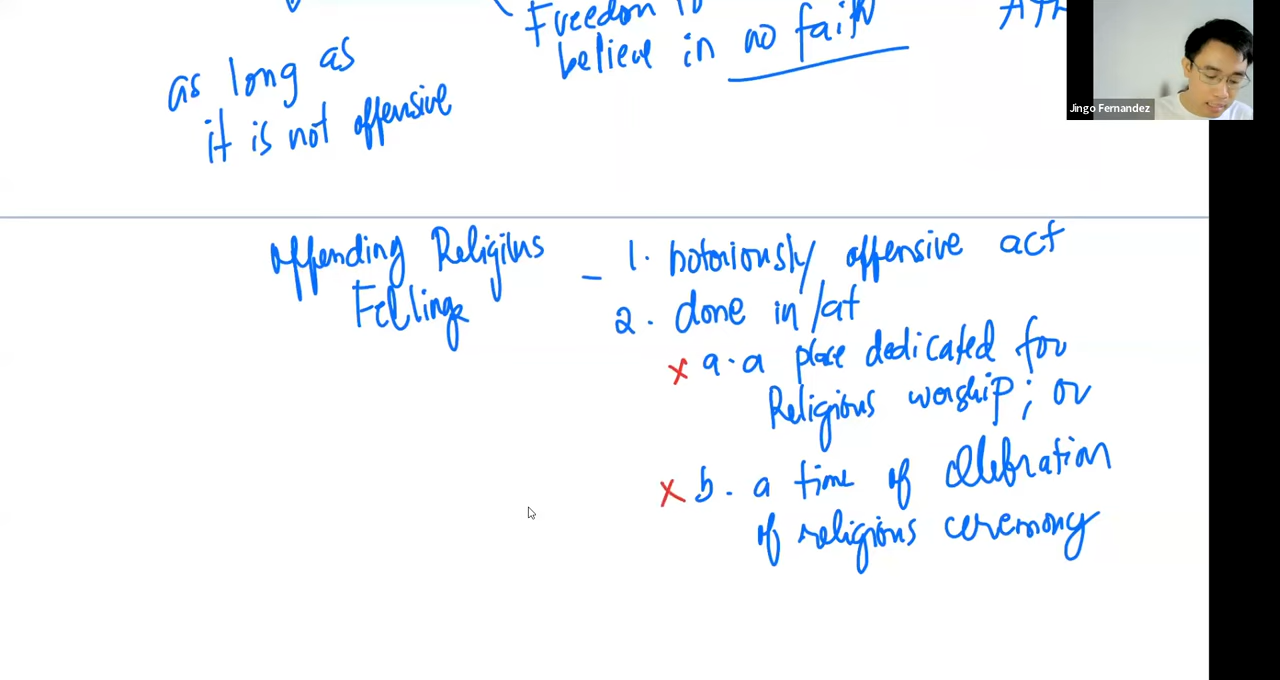 Freedom to
believe in no faith
ATH
Jingo Fernandez
as long as
it is not offensive
Offending Religious
Feelings
- 1. notoriously offensive act
2. done in/at
x a. a place dedicated for
Religious worship; or
x b. a time of celebration
of religious ceremony